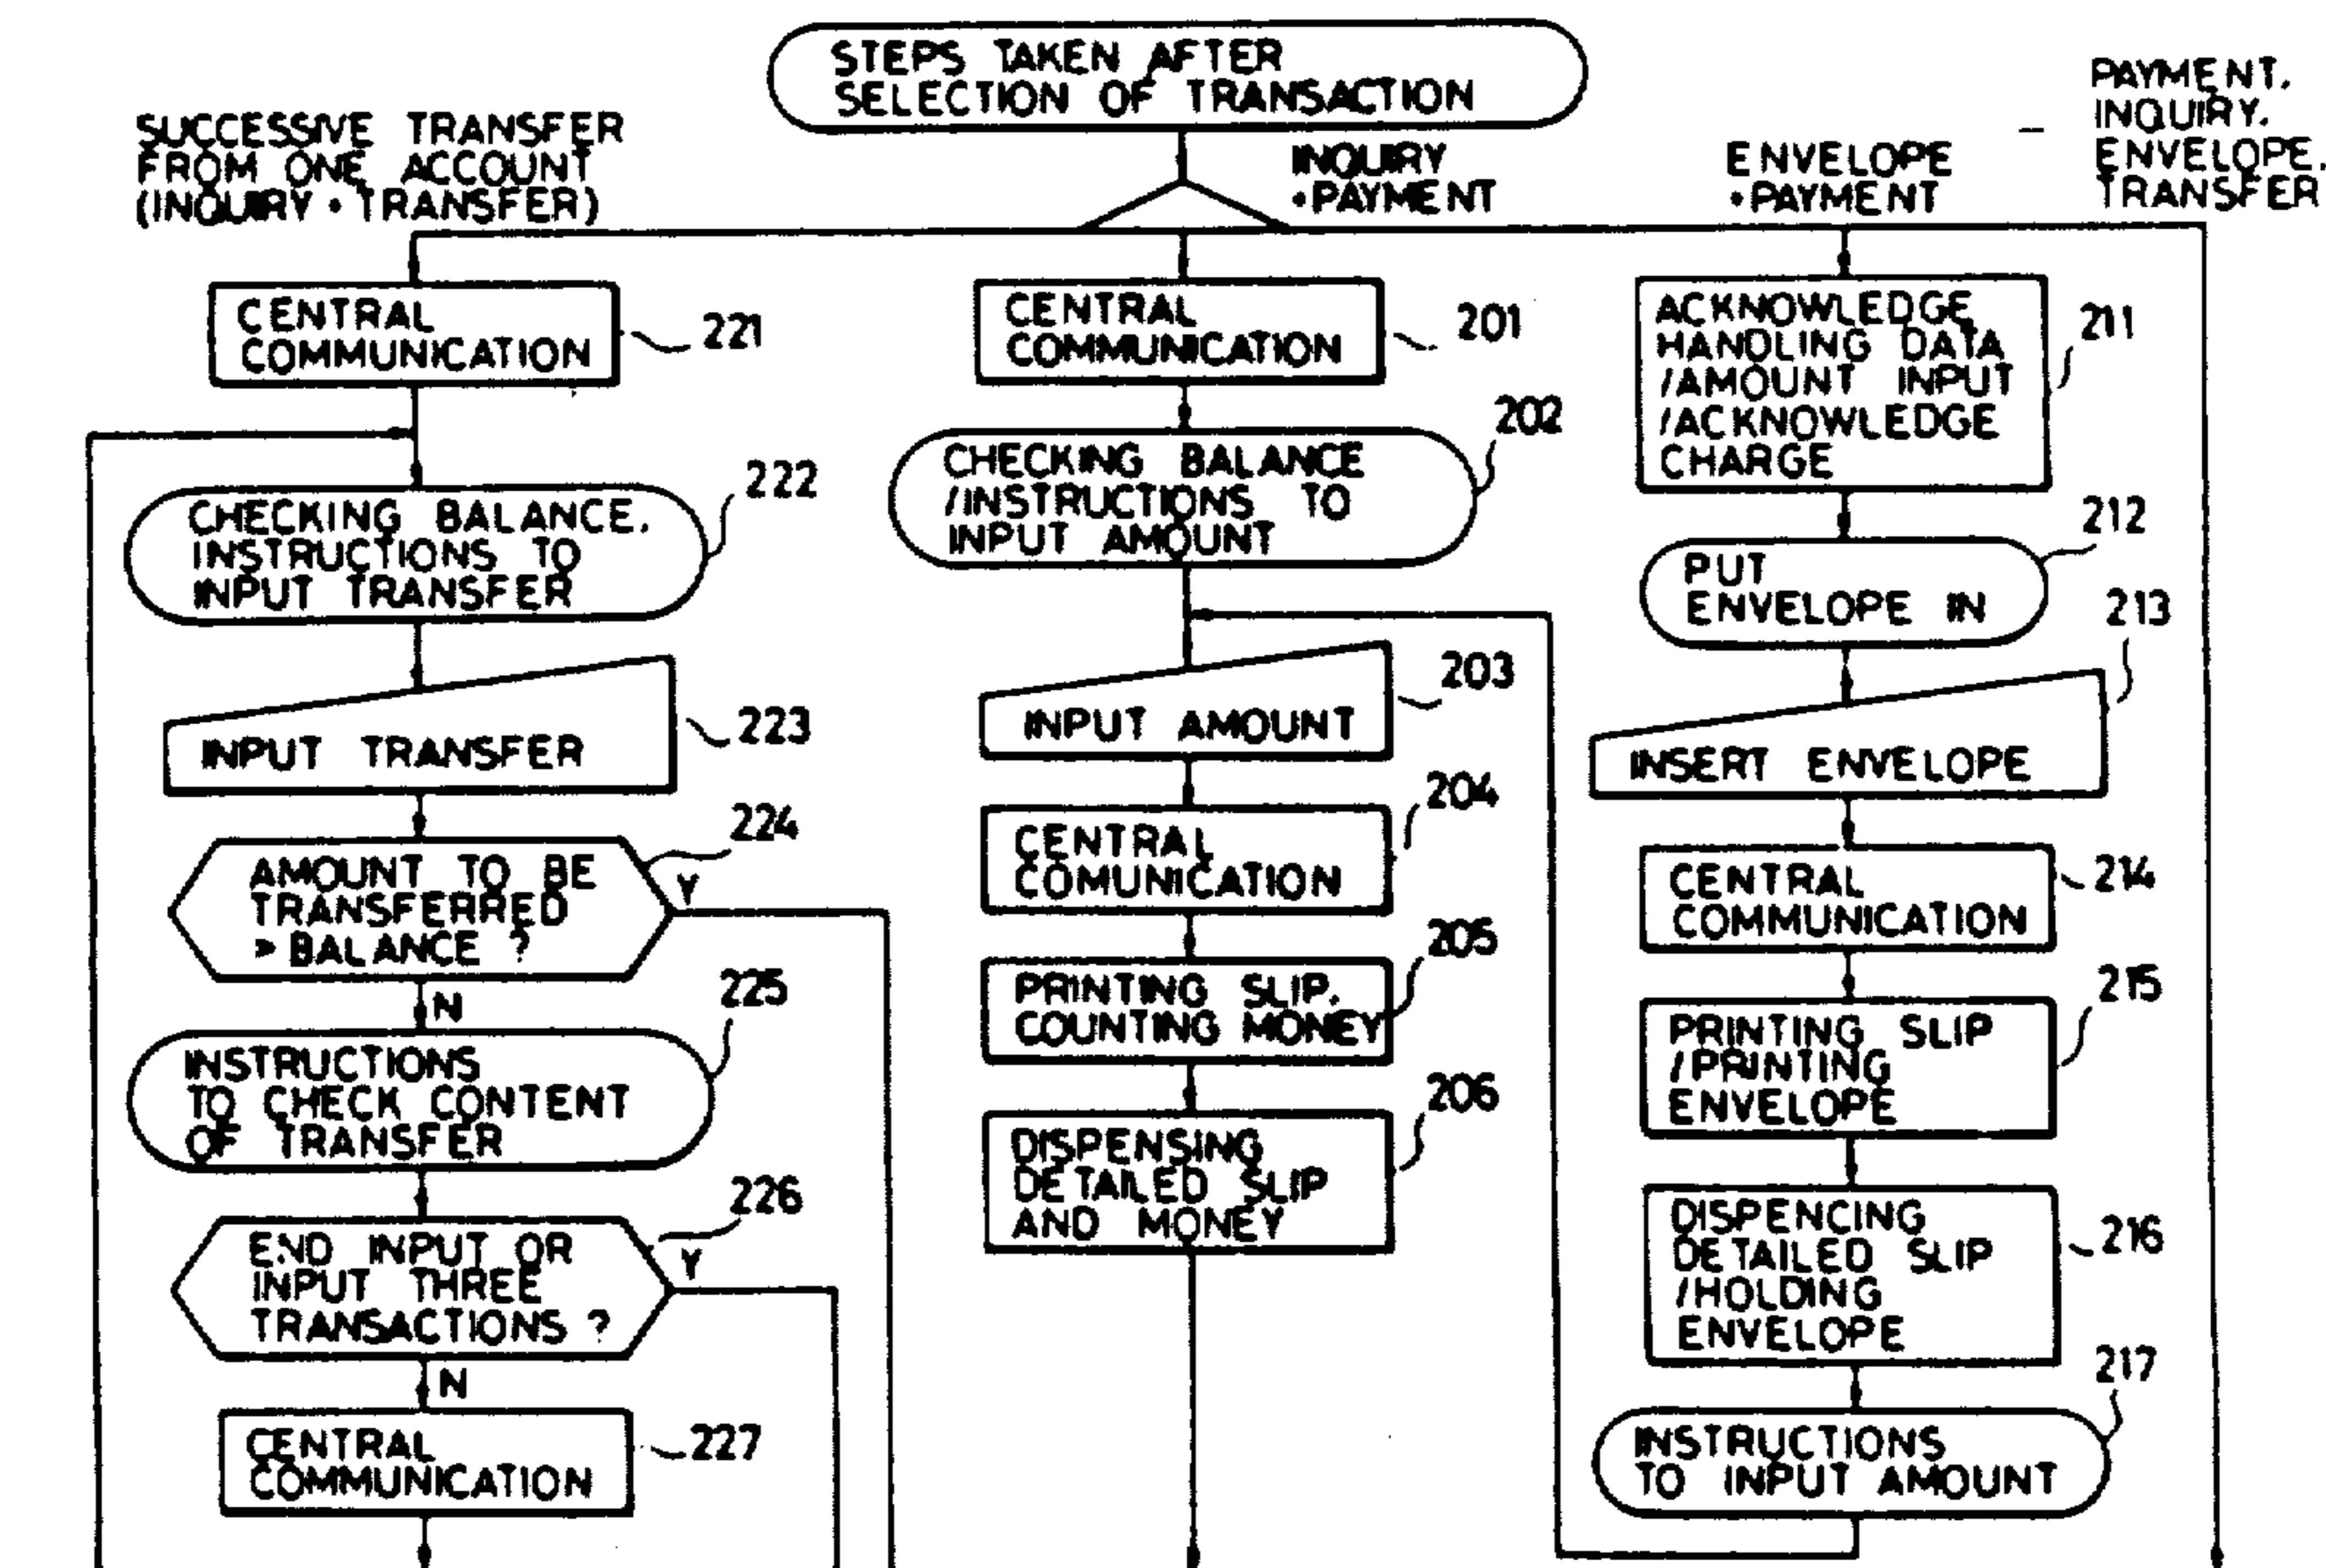 STEPS TAKEN AFTER
SELECTION OF TRANSACTION
SUCCESSIVE TRANSFER
FROM ONE ACCOUNT
(INQUIRY • TRANSFER)
INQUIRY
•PAYMENT
ENVELOPE
•PAYMENT
PAYMENT.
INQUIRY.
ENVELOPE.
TRANSFER
CENTRAL
COMMUNICATION
221
CHECKING BALANCE.
INSTRUCTIONS TO
INPUT TRANSFER
222
INPUT TRANSFER
223
AMOUNT TO BE
TRANSFERRED
> BALANCE ?
224
Y
N
INSTRUCTIONS
TO CHECK CONTENT
OF TRANSFER
225
END INPUT OR
INPUT THREE
TRANSACTIONS ?
226
Y
N
CENTRAL
COMMUNICATION
227
CENTRAL
COMMUNICATION
201
CHECKING BALANCE
/INSTRUCTIONS TO
INPUT AMOUNT
202
INPUT AMOUNT
203
CENTRAL
COMUNICATION
204
PRINTING SLIP.
COUNTING MONEY
205
DISPENSING
DETAILED SLIP
AND MONEY
206
ACKNOWLEDGE
HANDLING DATA
/AMOUNT INPUT
/ACKNOWLEDGE
CHARGE
211
PUT
ENVELOPE IN
212
INSERT ENVELOPE
213
CENTRAL
COMMUNICATION
214
PRINTING SLIP
/PRINTING
ENVELOPE
215
DISPENCING
DETAILED SLIP
/HOLDING
ENVELOPE
216
INSTRUCTIONS
TO INPUT AMOUNT
217